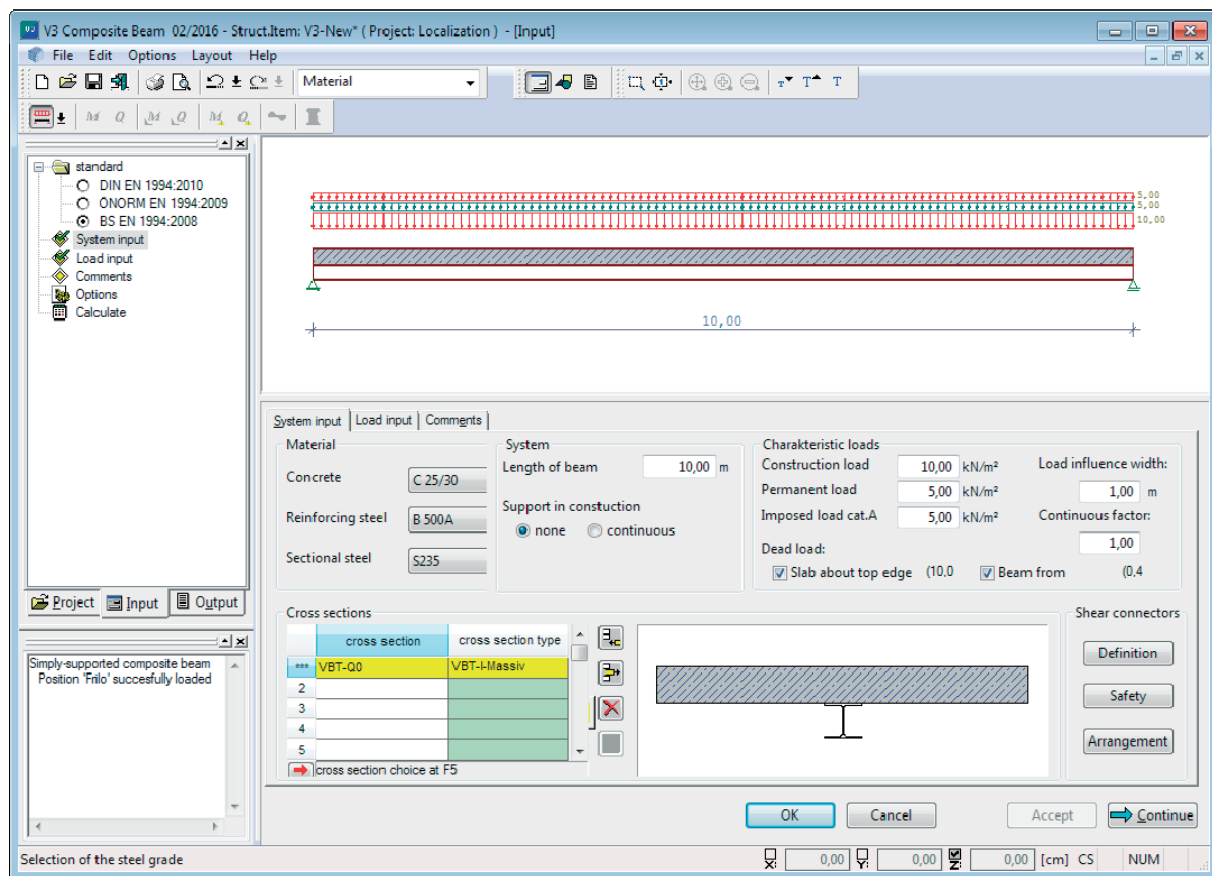 V3 Composite Beam 02/2016 - Struct.Item: V3-New* ( Project: Localization ) - [Input]
File Edit Options Layout Help
Material
T T T
M Q M Q M Q
standard
DIN EN 1994:2010
ÖNORM EN 1994:2009
BS EN 1994:2008
System input
Load input
Comments
Options
Calculate
Project Input Output
Simply-supported composite beam
Position 'Frilo' succesfully loaded
5,00
5,00
10,00
10,00
System input Load input Comments
Material
Concrete C 25/30
Reinforcing steel B 500A
Sectional steel S235
System
Length of beam 10,00 m
Support in constuction
none continuous
Charakteristic loads
Construction load 10,00 kN/m²
Permanent load 5,00 kN/m²
Imposed load cat.A 5,00 kN/m²
Load influence width:
1,00 m
Continuous factor:
1,00
Dead load:
Slab about top edge (10,0 Beam from (0,4
Cross sections
cross section cross section type
*** VBT-Q0 VBT-I-Massiv
2
3
4
5
cross section choice at F5
Shear connectors
Definition
Safety
Arrangement
OK Cancel Accept Continue
Selection of the steel grade X: 0,00 Y: 0,00 Z: 0,00 [cm] CS NUM